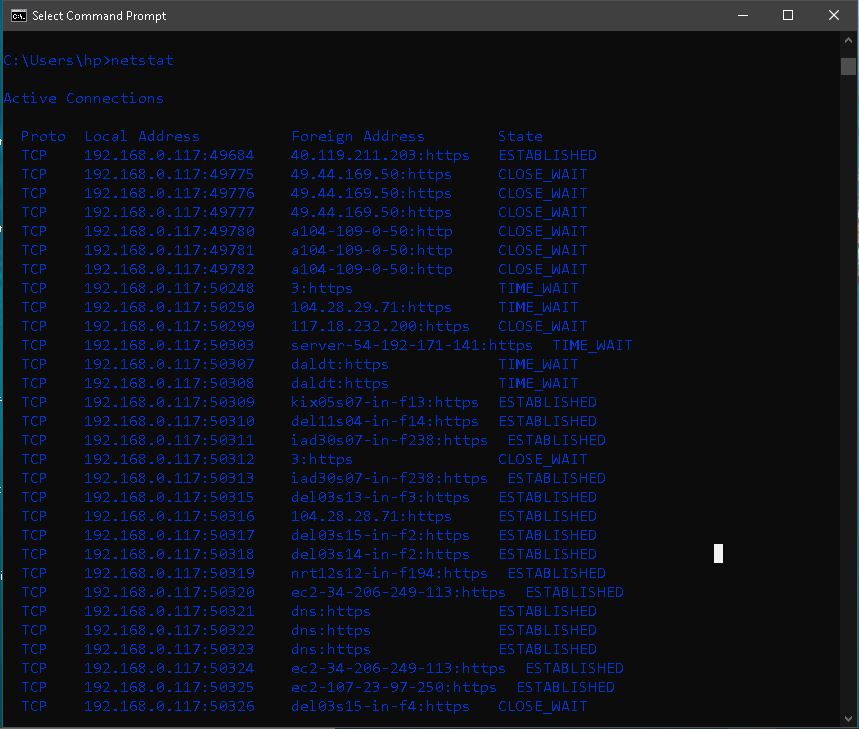 Select Command Prompt
C:\Users\hp>netstat
Active Connections
Proto Local Address Foreign Address State
TCP 192.168.0.117:49684 40.119.211.203:https ESTABLISHED
TCP 192.168.0.117:49775 49.44.169.50:https CLOSE_WAIT
TCP 192.168.0.117:49776 49.44.169.50:https CLOSE_WAIT
TCP 192.168.0.117:49777 49.44.169.50:https CLOSE_WAIT
TCP 192.168.0.117:49780 a104-109-0-50:http CLOSE_WAIT
TCP 192.168.0.117:49781 a104-109-0-50:http CLOSE_WAIT
TCP 192.168.0.117:49782 a104-109-0-50:http CLOSE_WAIT
TCP 192.168.0.117:50248 3:https TIME_WAIT
TCP 192.168.0.117:50250 104.28.29.71:https TIME_WAIT
TCP 192.168.0.117:50299 117.18.232.200:https CLOSE_WAIT
TCP 192.168.0.117:50303 server-54-192-171-141:https TIME_WAIT
TCP 192.168.0.117:50307 daldt:https TIME_WAIT
TCP 192.168.0.117:50308 daldt:https TIME_WAIT
TCP 192.168.0.117:50309 kix05s07-in-f13:https ESTABLISHED
TCP 192.168.0.117:50310 del11s04-in-f14:https ESTABLISHED
TCP 192.168.0.117:50311 iad30s07-in-f238:https ESTABLISHED
TCP 192.168.0.117:50312 3:https CLOSE_WAIT
TCP 192.168.0.117:50313 iad30s07-in-f238:https ESTABLISHED
TCP 192.168.0.117:50315 del03s13-in-f3:https ESTABLISHED
TCP 192.168.0.117:50316 104.28.28.71:https ESTABLISHED
TCP 192.168.0.117:50317 del03s15-in-f2:https ESTABLISHED
TCP 192.168.0.117:50318 del03s14-in-f2:https ESTABLISHED
TCP 192.168.0.117:50319 nrt12s12-in-f194:https ESTABLISHED
TCP 192.168.0.117:50320 ec2-34-206-249-113:https ESTABLISHED
TCP 192.168.0.117:50321 dns:https ESTABLISHED
TCP 192.168.0.117:50322 dns:https ESTABLISHED
TCP 192.168.0.117:50323 dns:https ESTABLISHED
TCP 192.168.0.117:50324 ec2-34-206-249-113:https ESTABLISHED
TCP 192.168.0.117:50325 ec2-107-23-97-250:https ESTABLISHED
TCP 192.168.0.117:50326 del03s15-in-f4:https CLOSE_WAIT